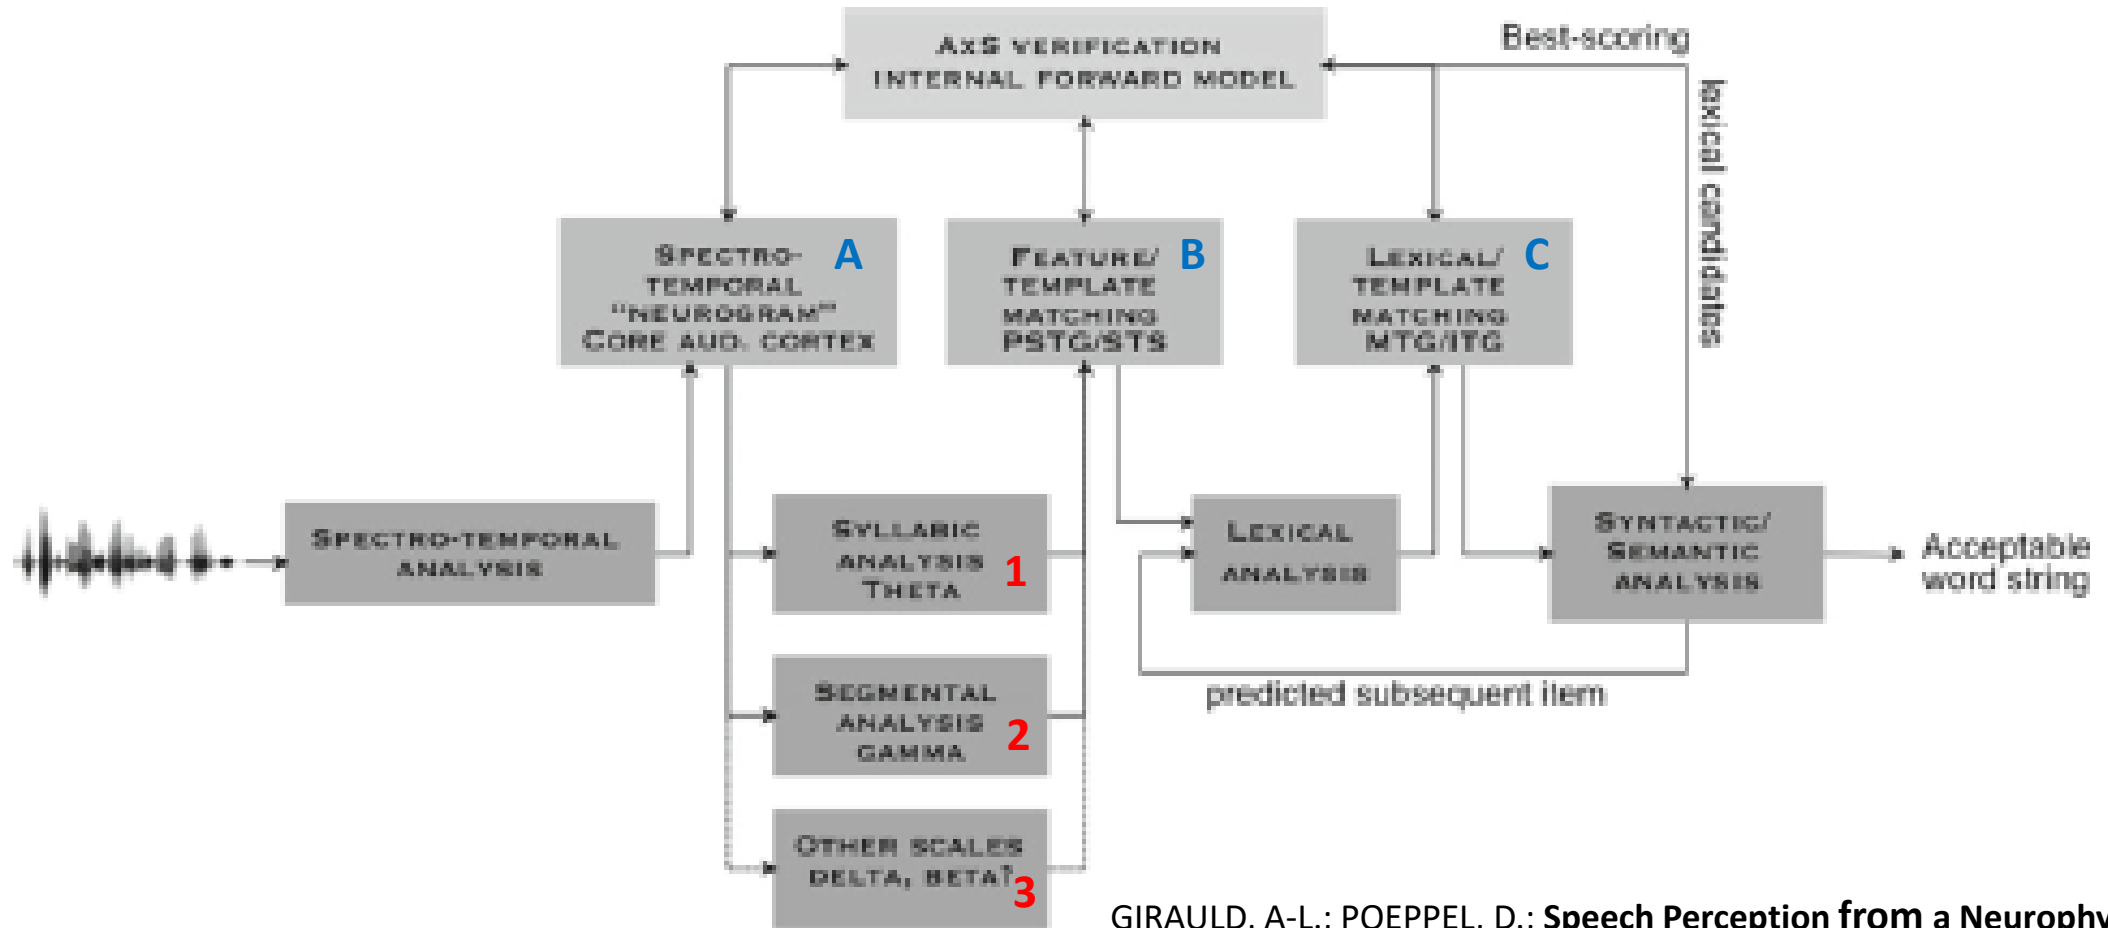 AXS VERIFICATION
INTERNAL FORWARD MODEL
Best-scoring
lexical candidates
SPECTRO-
TEMPORAL
"NEUROGRAM"
CORE AUD. CORTEX
A
FEATURE/
TEMPLATE
MATCHING
PSTG/STS
B
LEXICAL/
TEMPLATE
MATCHING
MTG/ITG
C
SPECTRO-TEMPORAL
ANALYSIS
SYLLABIC
ANALYSIS
THETA
1
LEXICAL
ANALYSIS
SYNTACTIC/
SEMANTIC
ANALYSIS
Acceptable
word string
SEGMENTAL
ANALYSIS
GAMMA
2
predicted subsequent item
OTHER SCALES
DELTA, BETA?
3
GIRAULD, A-L.; POEPPEL, D.: Speech Perception from a Neurophy